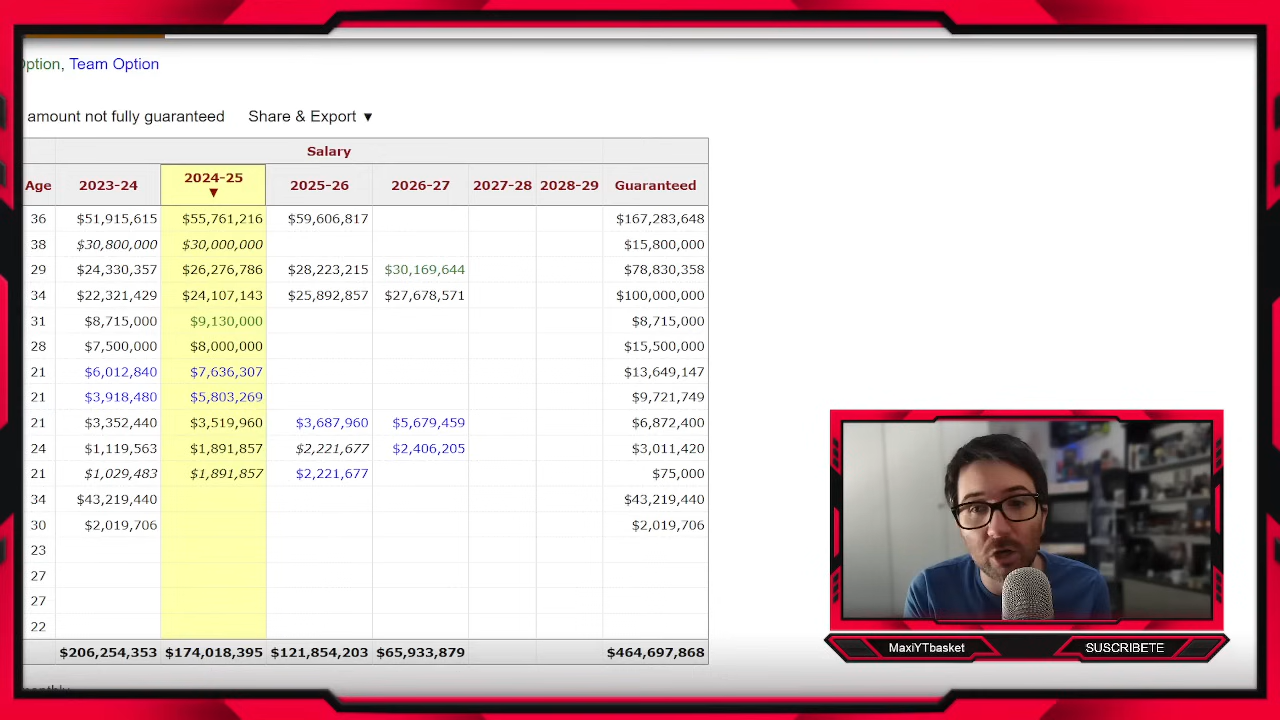 Option, Team Option
amount not fully guaranteed Share & Export ▼
Salary
Age 2023-24 2024-25 ▼ 2025-26 2026-27 2027-28 2028-29 Guaranteed
36 $51,915,615 $55,761,216 $59,606,817 $167,283,648
38 $30,800,000 $30,000,000 $15,800,000
29 $24,330,357 $26,276,786 $28,223,215 $30,169,644 $78,830,358
34 $22,321,429 $24,107,143 $25,892,857 $27,678,571 $100,000,000
31 $8,715,000 $9,130,000 $8,715,000
28 $7,500,000 $8,000,000 $15,500,000
21 $6,012,840 $7,636,307 $13,649,147
21 $3,918,480 $5,803,269 $9,721,749
21 $3,352,440 $3,519,960 $3,687,960 $5,679,459 $6,872,400
24 $1,119,563 $1,891,857 $2,221,677 $2,406,205 $3,011,420
21 $1,029,483 $1,891,857 $2,221,677 $75,000
34 $43,219,440 $43,219,440
30 $2,019,706 $2,019,706
23
27
27
22
$206,254,353 $174,018,395 $121,854,203 $65,933,879 $464,697,868
MaxiYTbasket SUSCRIBETE